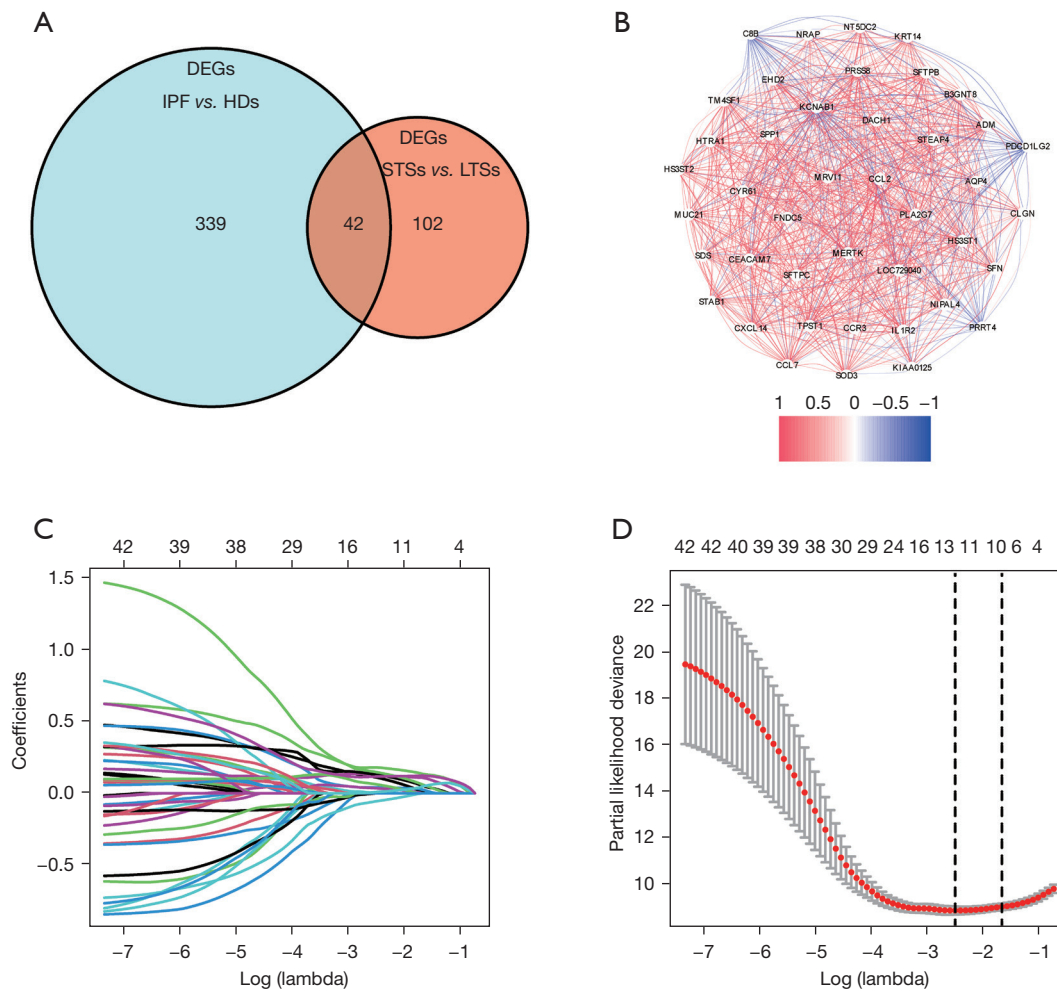 A
DEGs
IPF vs. HDs
DEGs
STSs vs. LTSs
339
42
102
B
C8B
NRAP
NT5DC2
KRT14
EHD2
PRSS8
SFTPB
B3GNT8
TM4SF1
KCNAB1
DACH1
ADM
HTRA1
SPP1
STEAP4
PDCD1LG2
HS3ST2
MRVI1
CCL2
AQP4
CYR61
MUC21
FNDC5
PLA2G7
CLGN
SDS
CEACAM7
MERTK
HS3ST1
SFTPC
LOC729040
SFN
STAB1
NIPAL4
CXCL14
TPST1
CCR3
IL1R2
PRRT4
CCL7
SOD3
KIAA0125
1 0.5 0 −0.5 −1
C
42 39 38 29 16 11 4
1.5
1.0
0.5
0.0
−0.5
Coefficients
−7 −6 −5 −4 −3 −2 −1
Log (lambda)
D
42 42 40 39 39 38 30 29 24 16 13 11 10 6 4
22
20
18
16
14
12
10
Partial likelihood deviance
−7 −6 −5 −4 −3 −2 −1
Log (lambda)